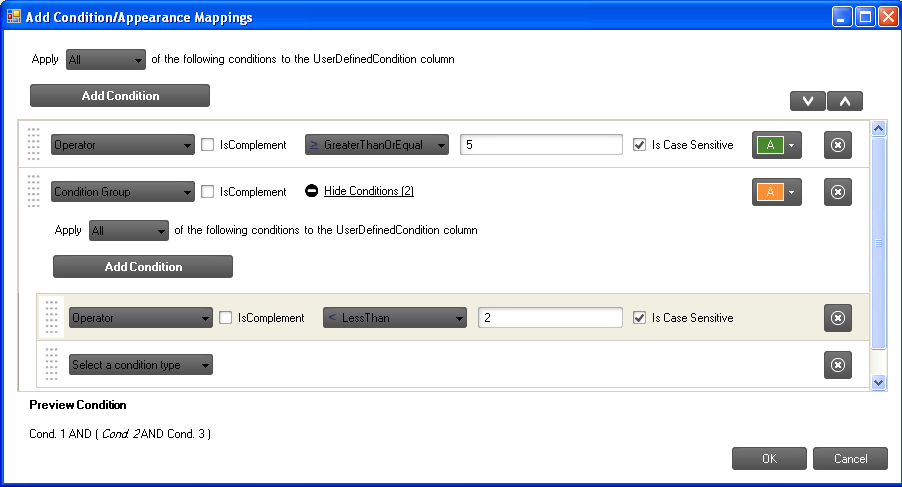 Add Condition/Appearance Mappings
Apply All of the following conditions to the UserDefinedCondition column
Add Condition
Operator IsComplement ≥ GreaterThanOrEqual 5 Is Case Sensitive A
Condition Group IsComplement Hide Conditions (2) A
Apply All of the following conditions to the UserDefinedCondition column
Add Condition
Operator IsComplement < LessThan 2 Is Case Sensitive
Select a condition type
Preview Condition
Cond. 1 AND ( Cond. 2 AND Cond. 3 )
OK Cancel